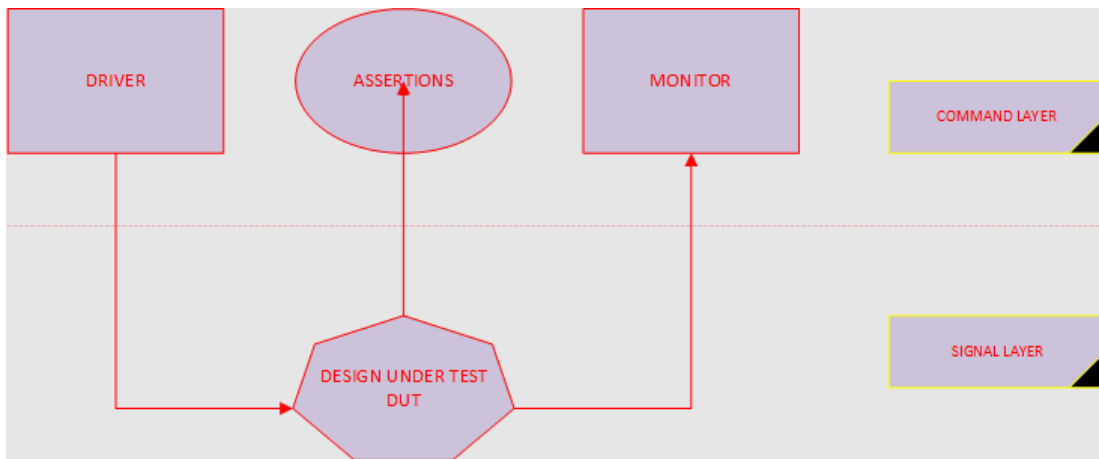 DRIVER
ASSERTIONS
MONITOR
COMMAND LAYER
SIGNAL LAYER
DESIGN UNDER TEST
DUT